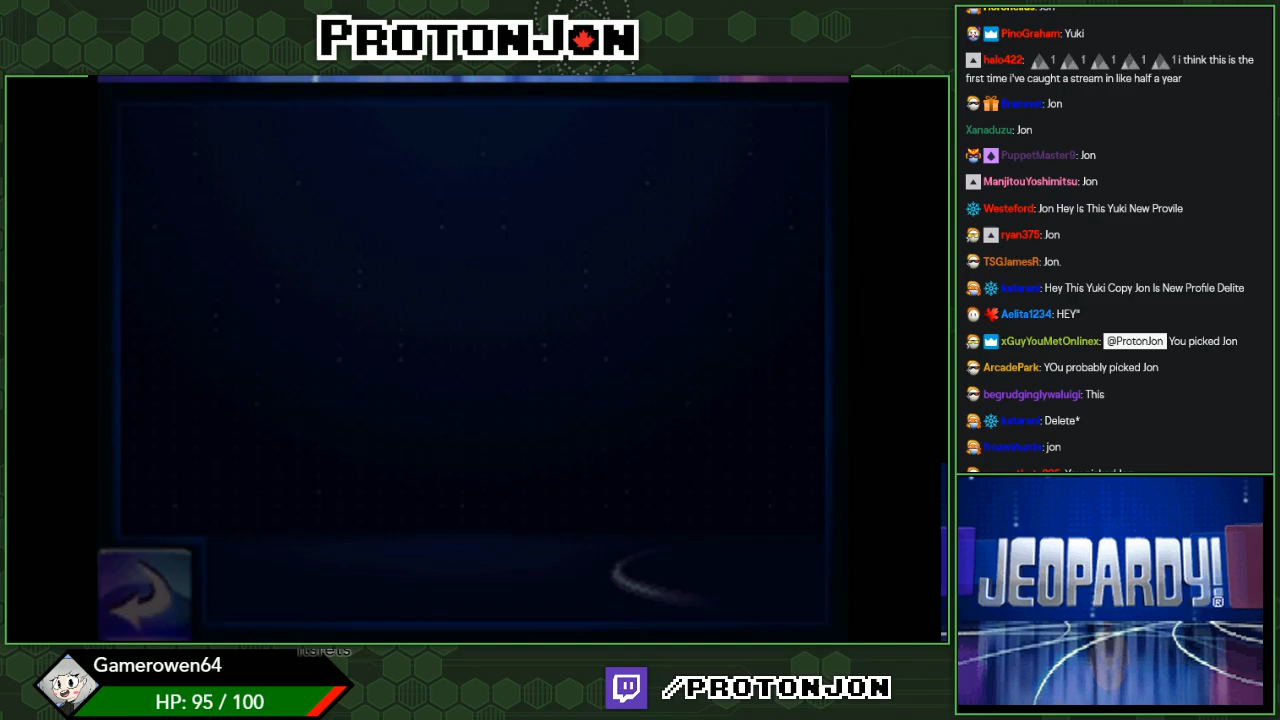 PROTONJON
PinoGraham: Yuki
halo422: 1 1 1 1 1 i think this is the
first time i've caught a stream in like half a year
: Jon
Xanaduzu: Jon
PuppetMaster9: Jon
ManjitouYoshimitsu: Jon
Westeford: Jon Hey Is This Yuki New Provile
ryan375: Jon
TSGJamesR: Jon.
: Hey This Yuki Copy Jon Is New Profile Delite
Aelita1234: HEY*
xGuyYouMetOnlinex: @ProtonJon You picked Jon
ArcadePark: YOu probably picked Jon
begrudginglywaluigi: This
: Delete*
: jon
JEOPARDY!
Gamerowen64
HP: 95 / 100
/PROTONJON